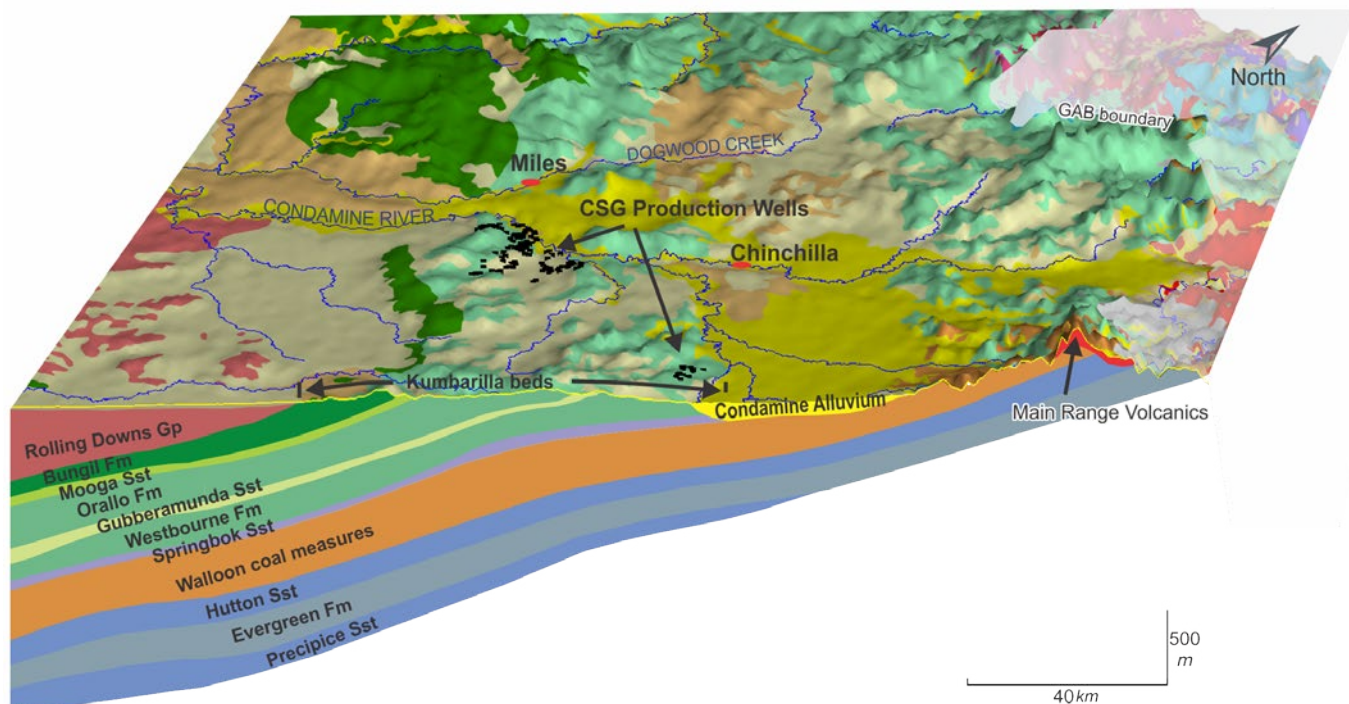 North
GAB boundary
Miles
DOGWOOD CREEK
CONDAMINE RIVER
CSG Production Wells
Chinchilla
Kumbarilla beds
Condamine Alluvium
Main Range Volcanics
Rolling Downs Gp
Bungil Fm
Mooga Sst
Orallo Fm
Gubberamunda Sst
Westbourne Fm
Springbok Sst
Walloon coal measures
Hutton Sst
Evergreen Fm
Precipice Sst
500
m
40 km